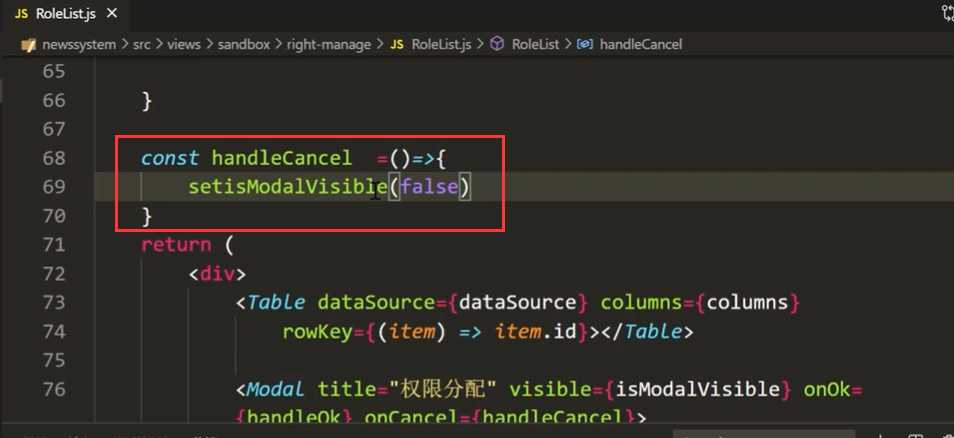 JS RoleList.js ×
newssystem > src > views > sandbox > right-manage > JS RoleList.js > RoleList > handleCancel
65
66 }
67
68 const handleCancel =()=>{
69 setisModalVisible(false)
70 }
71 return (
72 <div>
73 <Table dataSource={dataSource} columns={columns}
74 rowKey={(item) => item.id}></Table>
75
76 <Modal title="权限分配" visible={isModalVisible} onOk=
{handleOk} onCancel={handleCancel}>